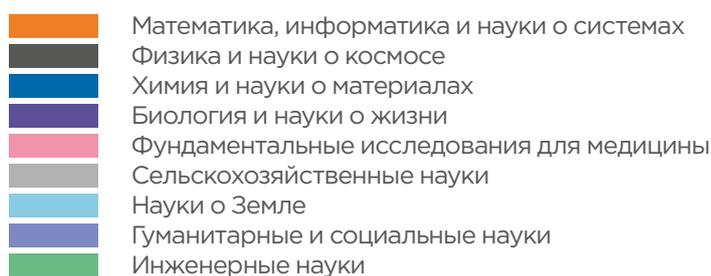 Математика, информатика и науки о системах
Физика и науки о космосе
Химия и науки о материалах
Биология и науки о жизни
Фундаментальные исследования для медицины
Сельскохозяйственные науки
Науки о Земле
Гуманитарные и социальные науки
Инженерные науки